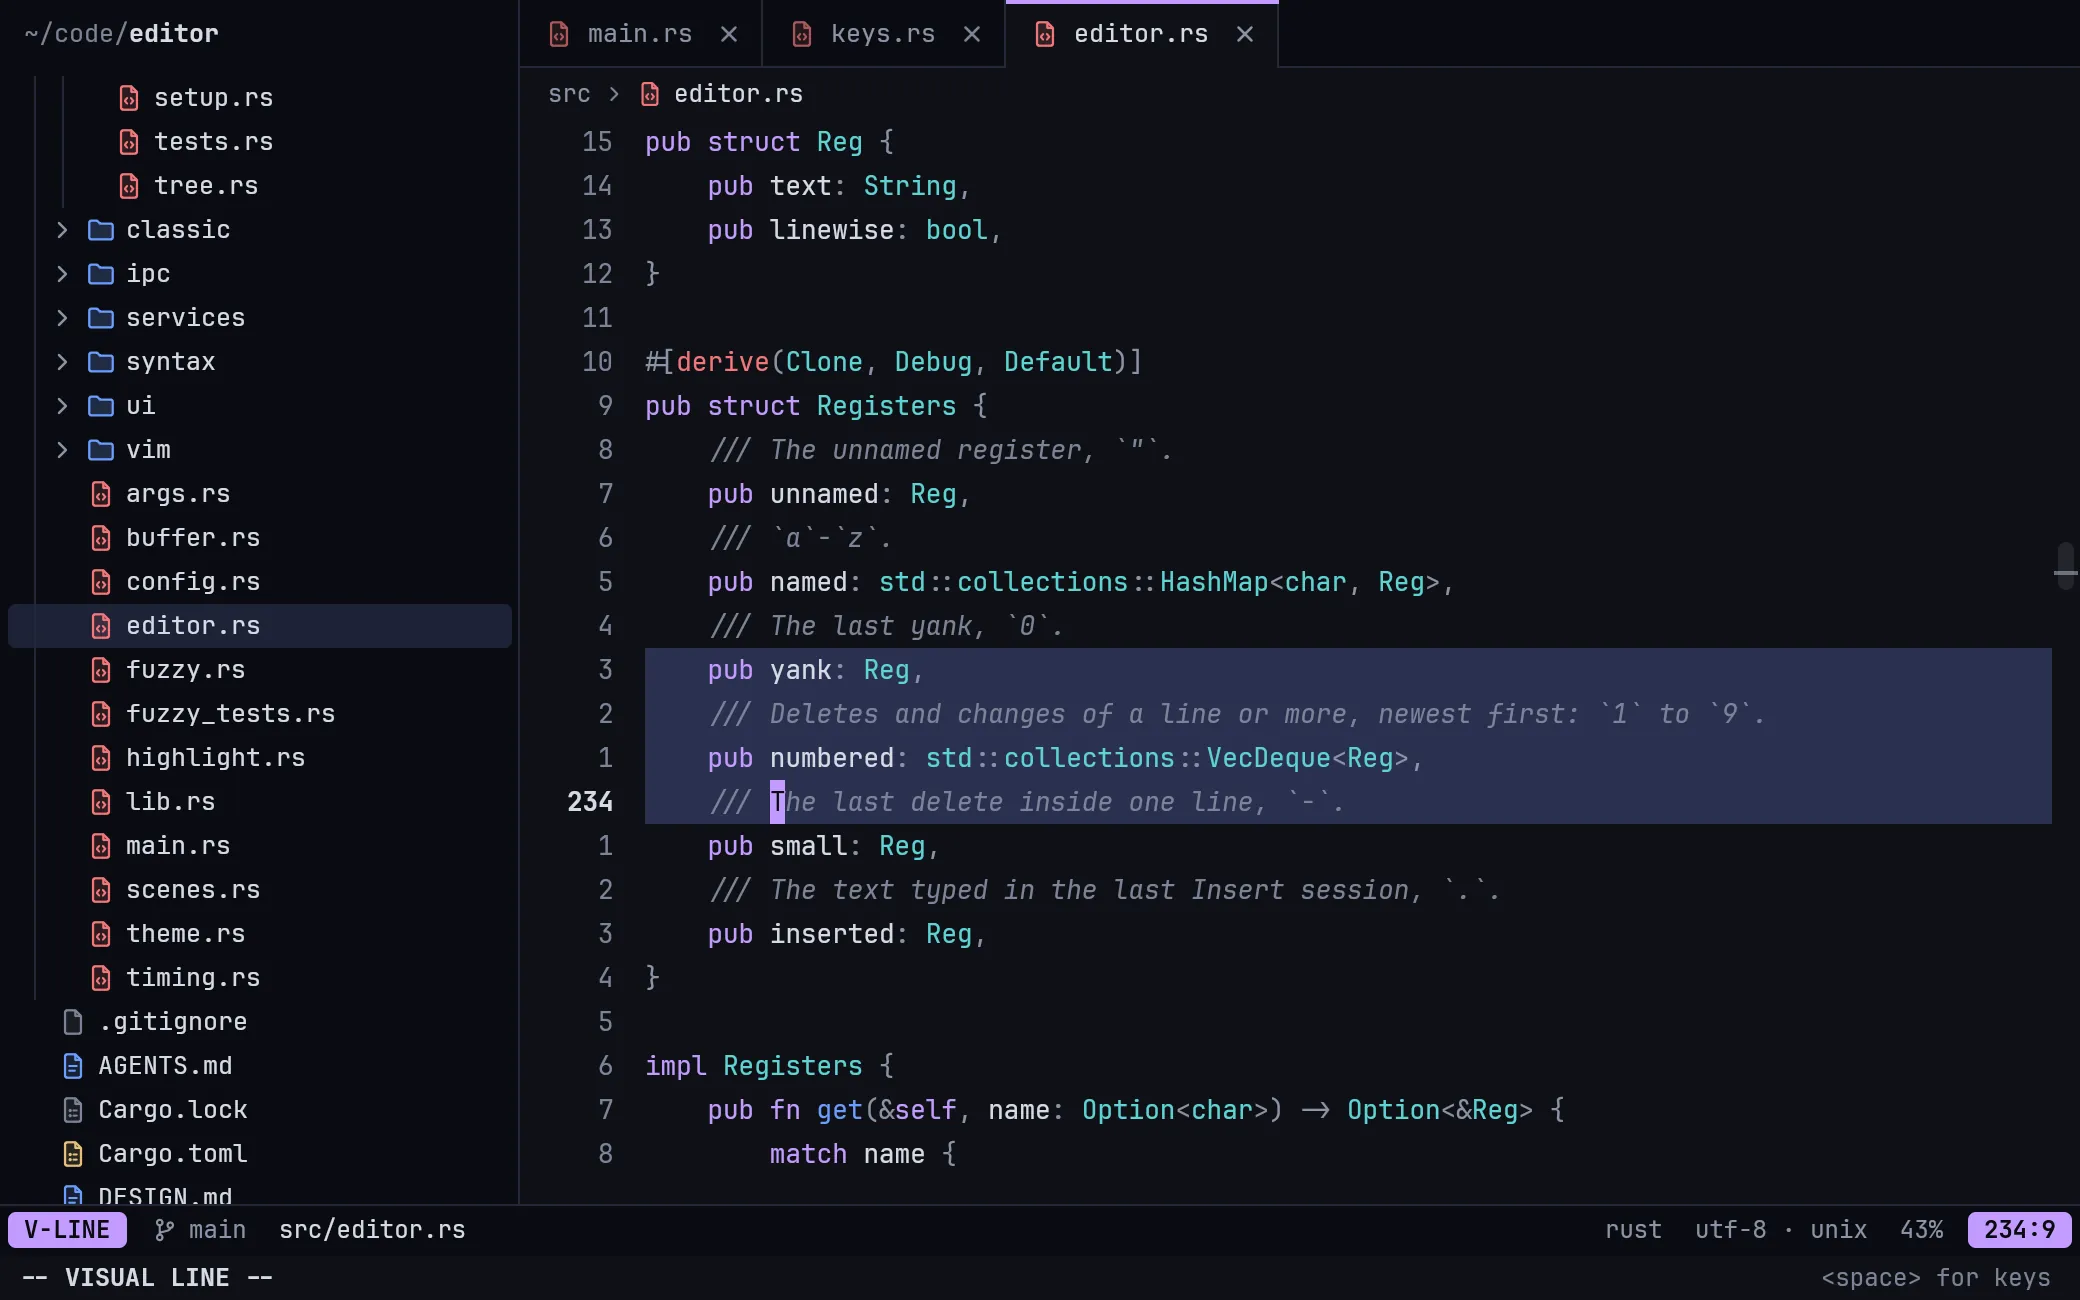 ~/code/editor
setup.rs
tests.rs
tree.rs
classic
ipc
services
syntax
ui
vim
args.rs
buffer.rs
config.rs
editor.rs
fuzzy.rs
fuzzy_tests.rs
highlight.rs
lib.rs
main.rs
scenes.rs
theme.rs
timing.rs
.gitignore
AGENTS.md
Cargo.lock
Cargo.toml
DESIGN.md
main.rs × keys.rs × editor.rs ×
src > editor.rs
15 pub struct Reg {
14     pub text: String,
13     pub linewise: bool,
12 }
11
10 #[derive(Clone, Debug, Default)]
9 pub struct Registers {
8     /// The unnamed register, `"`.
7     pub unnamed: Reg,
6     /// `a`-`z`.
5     pub named: std::collections::HashMap<char, Reg>,
4     /// The last yank, `0`.
3     pub yank: Reg,
2     /// Deletes and changes of a line or more, newest first: `1` to `9`.
1     pub numbered: std::collections::VecDeque<Reg>,
234     /// The last delete inside one line, `-`.
1     pub small: Reg,
2     /// The text typed in the last Insert session, `.`.
3     pub inserted: Reg,
4 }
5
6 impl Registers {
7     pub fn get(&self, name: Option<char>) -> Option<&Reg> {
8         match name {
V-LINE main src/editor.rs rust utf-8 · unix 43% 234:9
-- VISUAL LINE -- <space> for keys